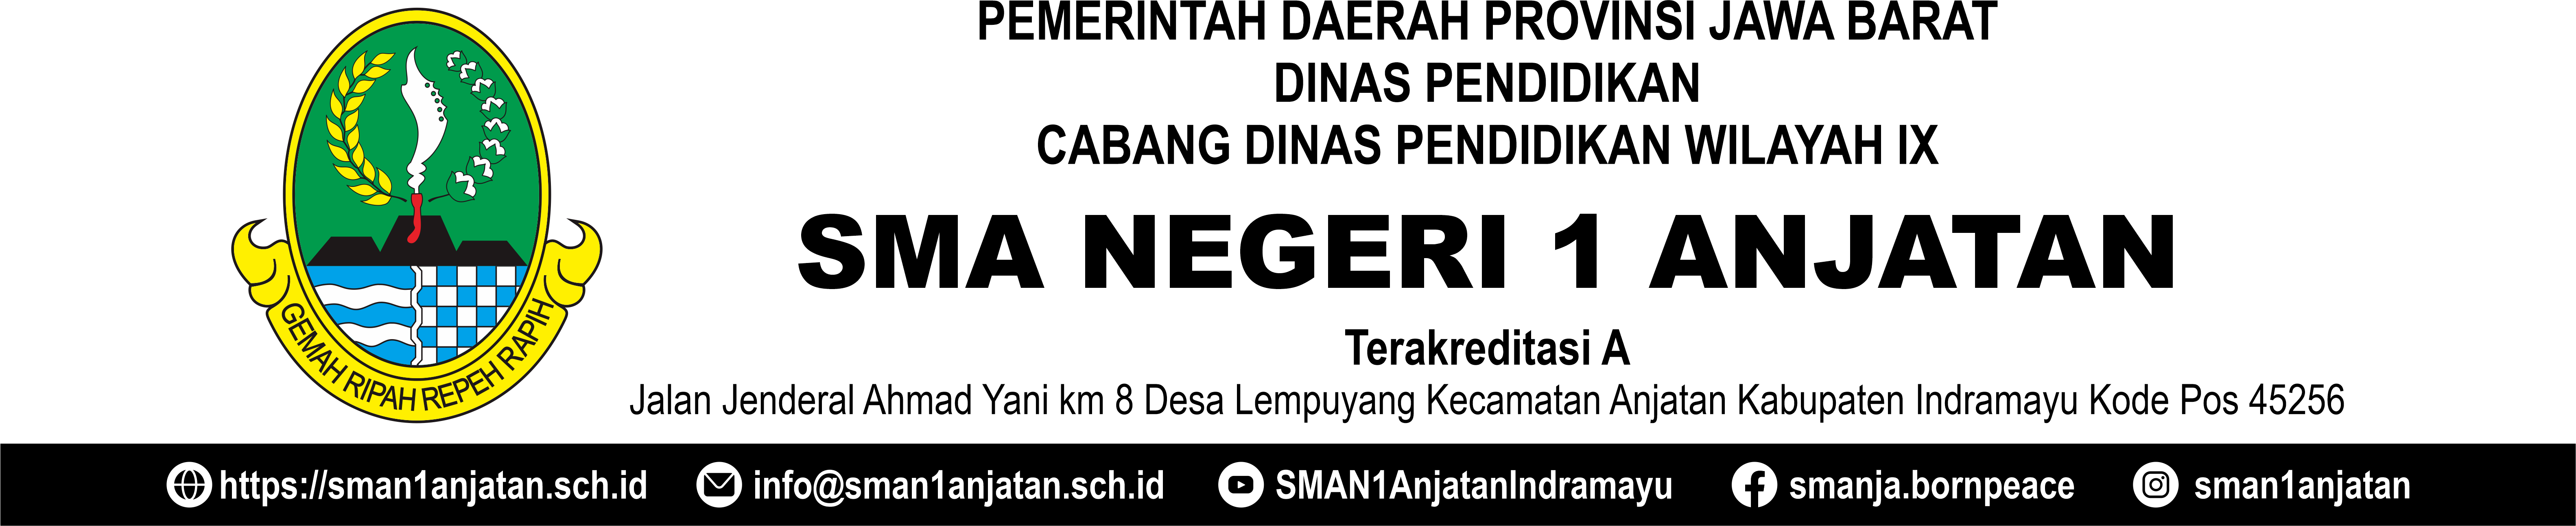 PEMERINTAH DAERAH PROVINSI JAWA BARAT
DINAS PENDIDIKAN
CABANG DINAS PENDIDIKAN WILAYAH IX
SMA NEGERI 1 ANJATAN
Terakreditasi A
Jalan Jenderal Ahmad Yani km 8 Desa Lempuyang Kecamatan Anjatan Kabupaten Indramayu Kode Pos 45256
GEMAH RIPAH REPEH RAPIH
https://sman1anjatan.sch.id info@sman1anjatan.sch.id SMAN1AnjatanIndramayu smanja.bornpeace sman1anjatan